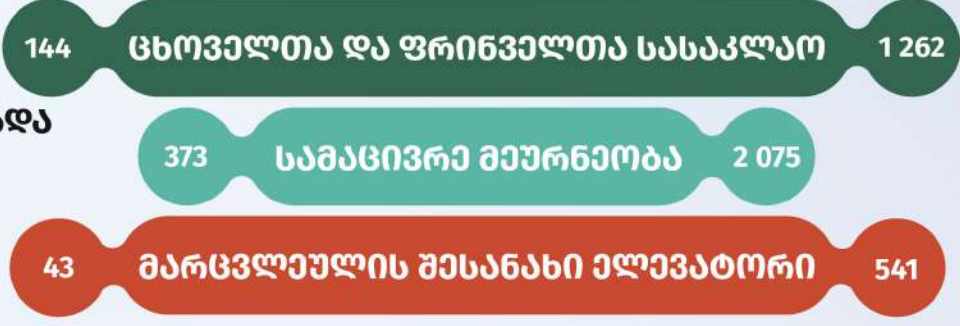 144 ცხოველთა და ფრინველთა სასაკლაო 1 262
373 სამაცივრე მეურნეობა 2 075
43 მარცვლეულის შესანახი ელევატორი 541